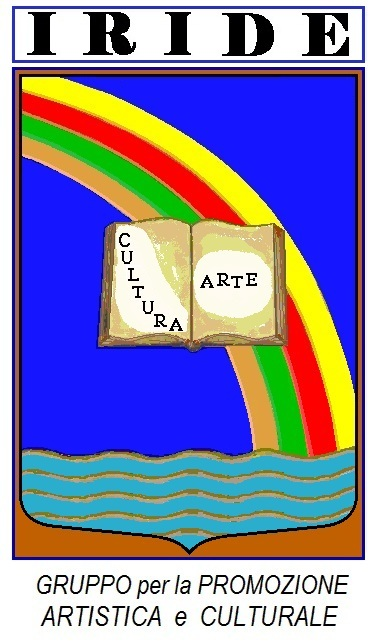 IRIDE
CULTURA
ARTE
GRUPPO per la PROMOZIONE
ARTISTICA e CULTURALE